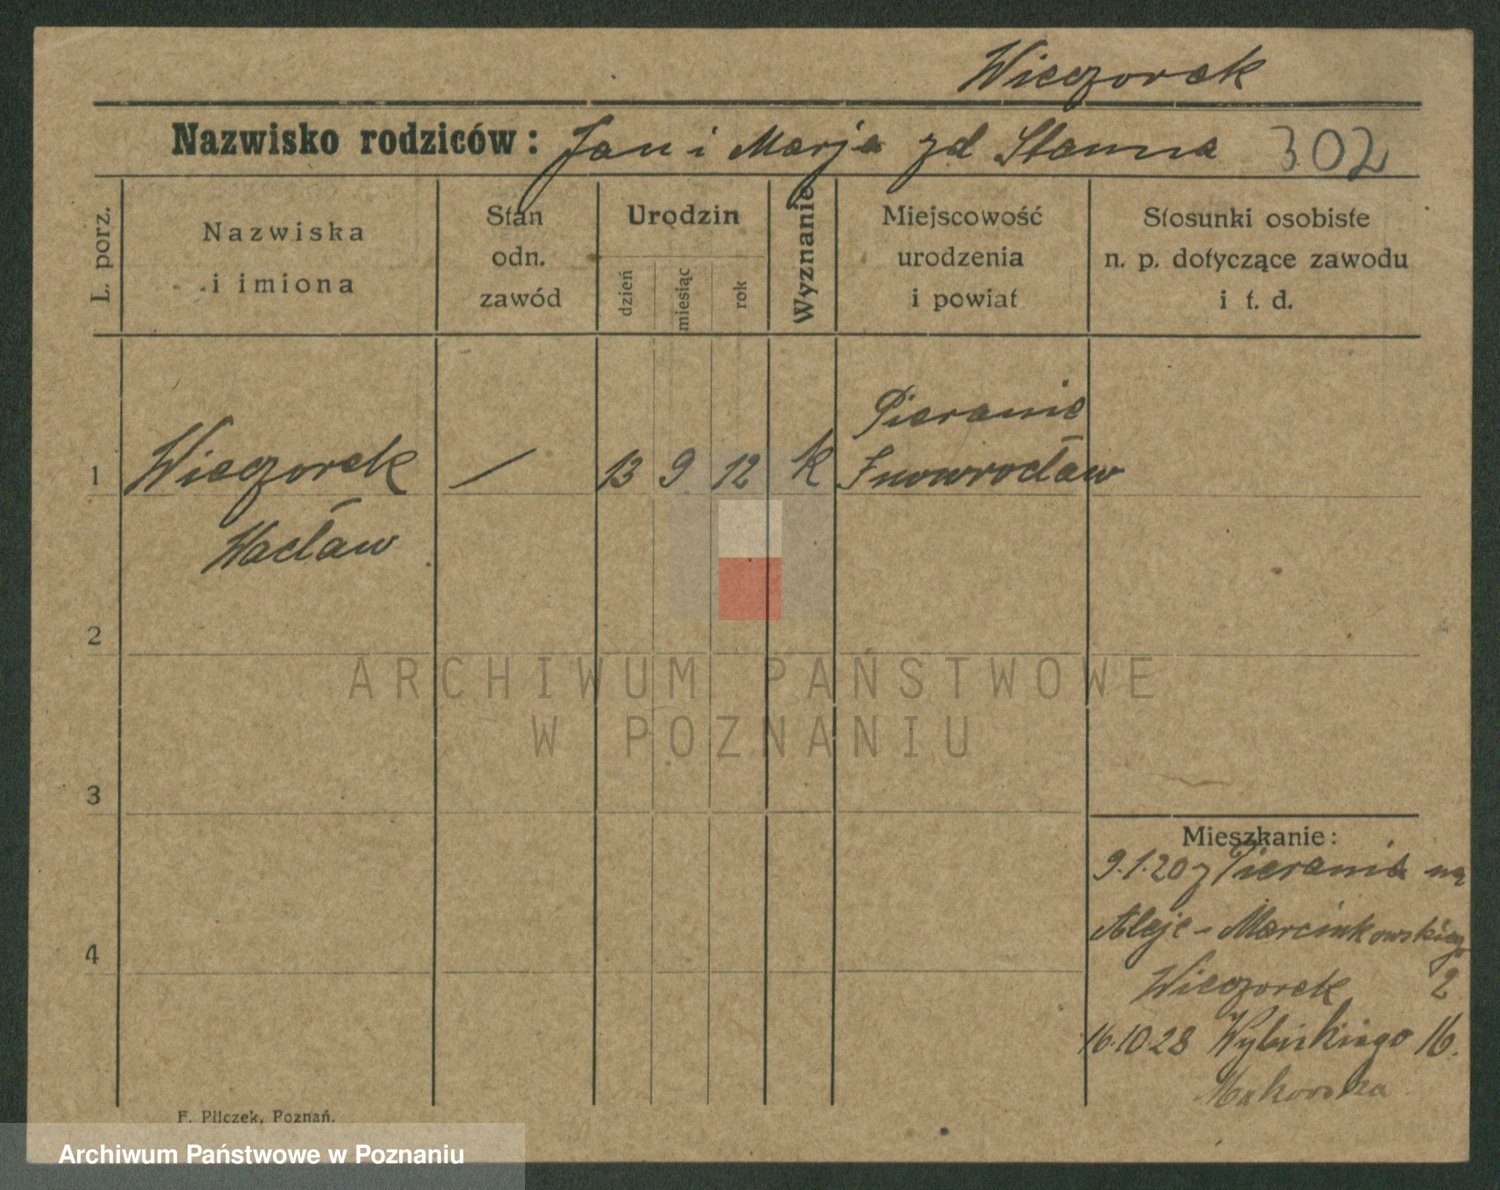 Wieczorek
Nazwisko rodziców: Jan i Marja zd Stanna 302
L. porz.
Nazwiska i imiona
Stan odn. zawód
Urodzin
dzień miesiąc rok
Wyznanie
Miejscowość urodzenia i powiat
Stosunki osobiste n. p. dotyczące zawodu i t. d.
Pieranie
1 Wieczorek / 13 9 12 k Inowrocław
Wacław
2
3
4
Mieszkanie:
9.1.20 z Pierania na
Aleje - Marcinkowskiego
Wieczorek 2
16.10 28 Wybickiego 16.
F. Pilczek, Poznań.
ARCHIWUM PAŃSTWOWE
W POZNANIU
Archiwum Państwowe w Poznaniu